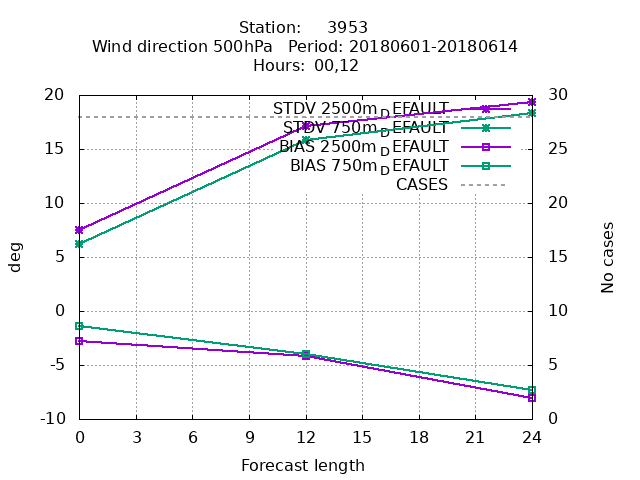 Station: 3953
Wind direction 500hPa Period: 20180601-20180614
Hours: 00,12
20 30
STDV 2500m_DEFAULT
STDV 750m_DEFAULT
BIAS 2500m_DEFAULT
BIAS 750m_DEFAULT
CASES
15 25
10 20
5 15
deg
No cases
0 10
-5 5
-10 0
0 3 6 9 12 15 18 21 24
Forecast length